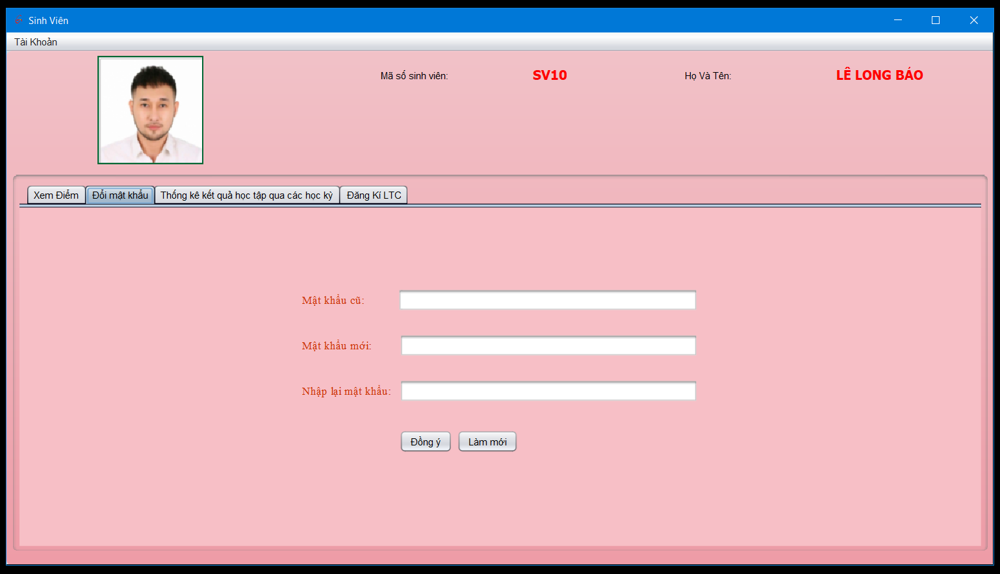 Sinh Viên
Tài Khoản
Mã số sinh viên: SV10 Họ Và Tên: LÊ LONG BÁO
Xem Điểm Đổi mật khẩu Thống kê kết quả học tập qua các học kỳ Đăng Kí LTC
Mật khẩu cũ:
Mật khẩu mới:
Nhập lại mật khẩu:
Đồng ý Làm mới